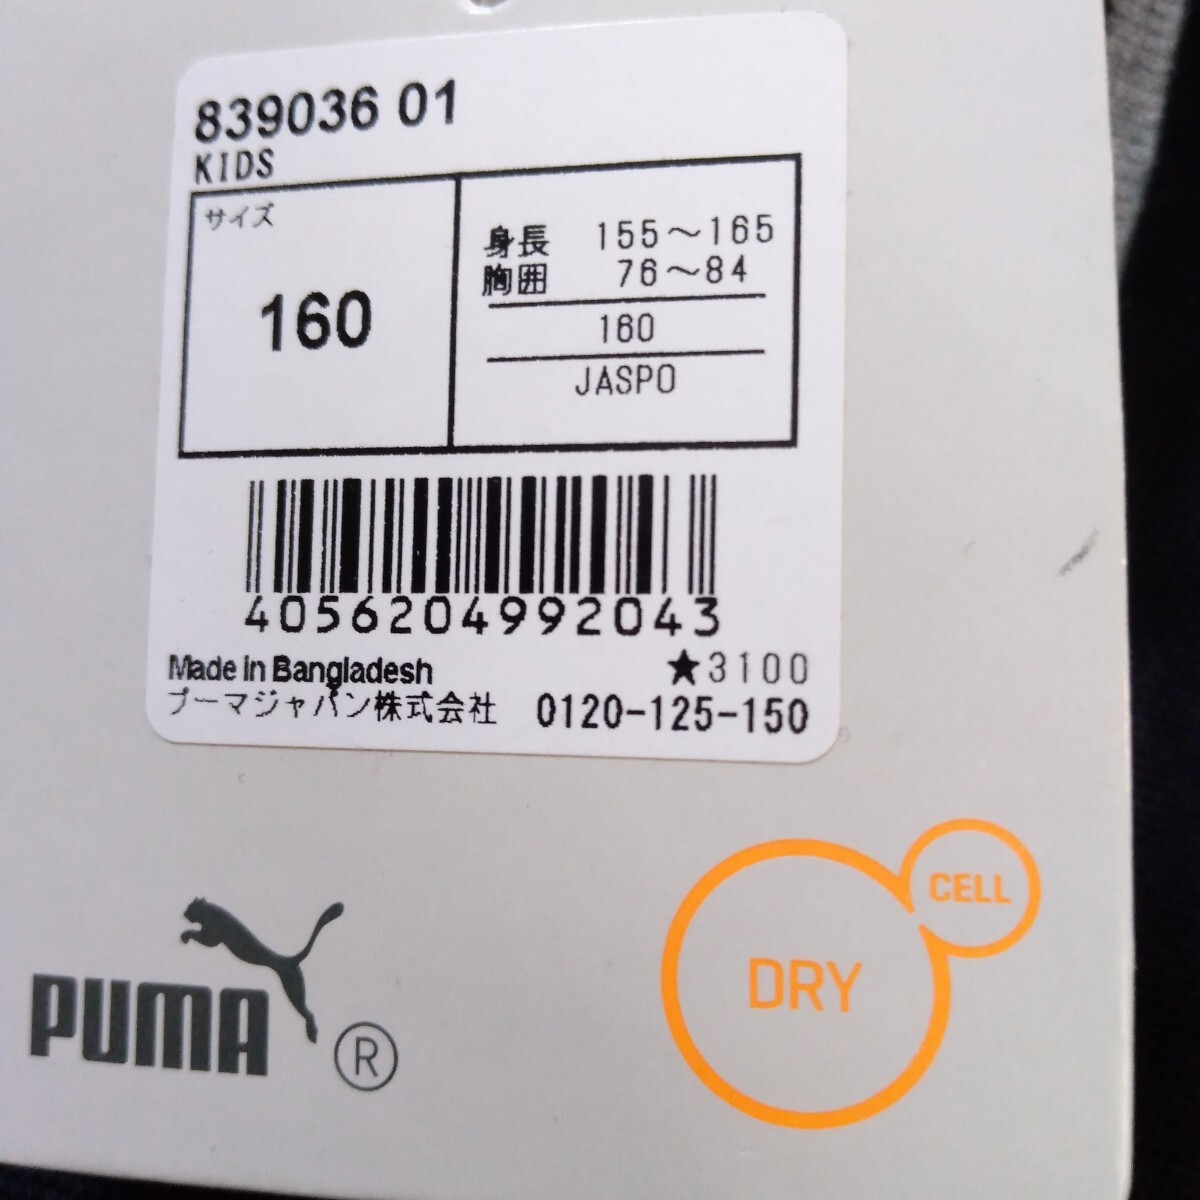 839036 01
KIDS
サイズ
160
身長 155～165
胸囲 76～84
160
JASPO
4056204992043
Made in Bangladesh ★3100
プーマジャパン株式会社 0120-125-150
CELL
DRY
PUMA®